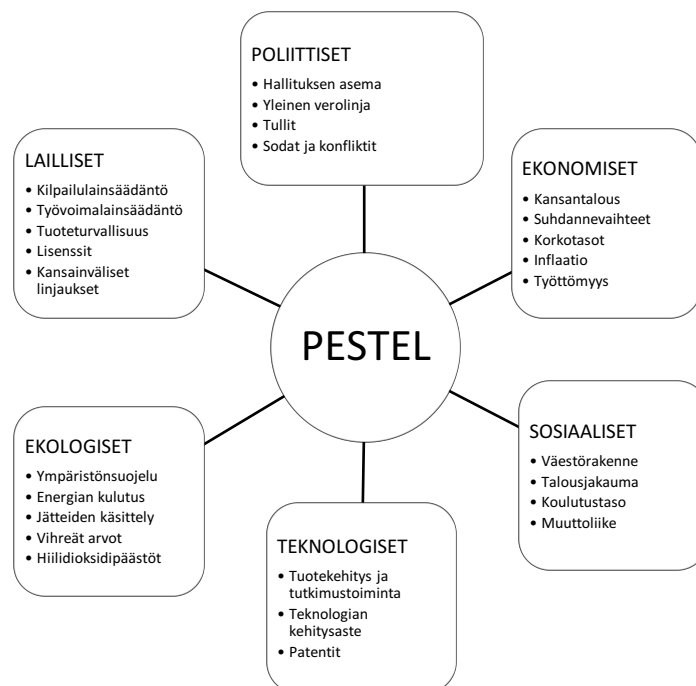 POLIITTISET
• Hallituksen asema
• Yleinen verolinja
• Tullit
• Sodat ja konfliktit
LAILLISET
• Kilpailulainsäädäntö
• Työvoimalainsäädäntö
• Tuoteturvallisuus
• Lisenssit
• Kansainväliset
linjaukset
EKONOMISET
• Kansantalous
• Suhdannevaihteet
• Korkotasot
• Inflaatio
• Työttömyys
PESTEL
EKOLOGISET
• Ympäristönsuojelu
• Energian kulutus
• Jätteiden käsittely
• Vihreät arvot
• Hiilidioksidipäästöt
SOSIAALISET
• Väestörakenne
• Talousjakauma
• Koulutustaso
• Muuttoliike
TEKNOLOGISET
• Tuotekehitys ja
tutkimustoiminta
• Teknologian
kehitysaste
• Patentit